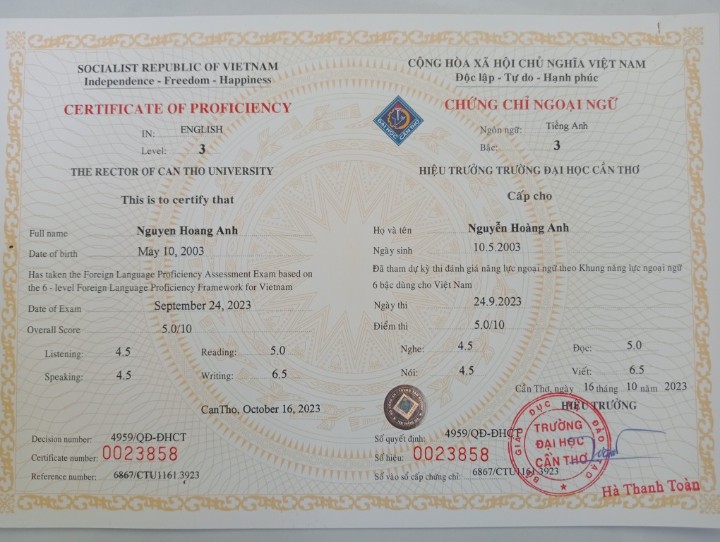 SOCIALIST REPUBLIC OF VIETNAM
Independence - Freedom - Happiness
CERTIFICATE OF PROFICIENCY
IN: ENGLISH
Level: 3
THE RECTOR OF CAN THO UNIVERSITY
This is to certify that
Full name Nguyen Hoang Anh
Date of birth May 10, 2003
Has taken the Foreign Language Proficiency Assessment Exam based on
the 6 - level Foreign Language Proficiency Framework for Vietnam
Date of Exam September 24, 2023
Overall Score 5.0/10
Listening: 4.5 Reading: 5.0
Speaking: 4.5 Writing: 6.5
CanTho, October 16, 2023
Decision number: 4959/QĐ-ĐHCT
Certificate number: 0023858
Reference number: 6867/CTU1161.3923
CỘNG HÒA XÃ HỘI CHỦ NGHĨA VIỆT NAM
Độc lập - Tự do - Hạnh phúc
CHỨNG CHỈ NGOẠI NGỮ
ĐẠI HỌC CẦN THƠ
Ngôn ngữ: Tiếng Anh
Bậc: 3
HIỆU TRƯỞNG TRƯỜNG ĐẠI HỌC CẦN THƠ
Cấp cho
Họ và tên Nguyễn Hoàng Anh
Ngày sinh 10.5.2003
Đã tham dự kỳ thi đánh giá năng lực ngoại ngữ theo Khung năng lực ngoại ngữ
6 bậc dùng cho Việt Nam
Ngày thi 24.9.2023
Điểm thi 5.0/10
Nghe: 4.5 Đọc: 5.0
Nói: 4.5 Viết: 6.5
Cần Thơ, ngày 16 tháng 10 năm 2023
HIỆU TRƯỞNG
Số quyết định: 4959/QĐ-ĐHCT
Số hiệu: 0023858
Số vào sổ cấp chứng chỉ: 6867/CTU1161.3923
BỘ GIÁO DỤC ĐÀO TẠO
TRƯỜNG
ĐẠI HỌC
CẦN THƠ
Hà Thanh Toàn